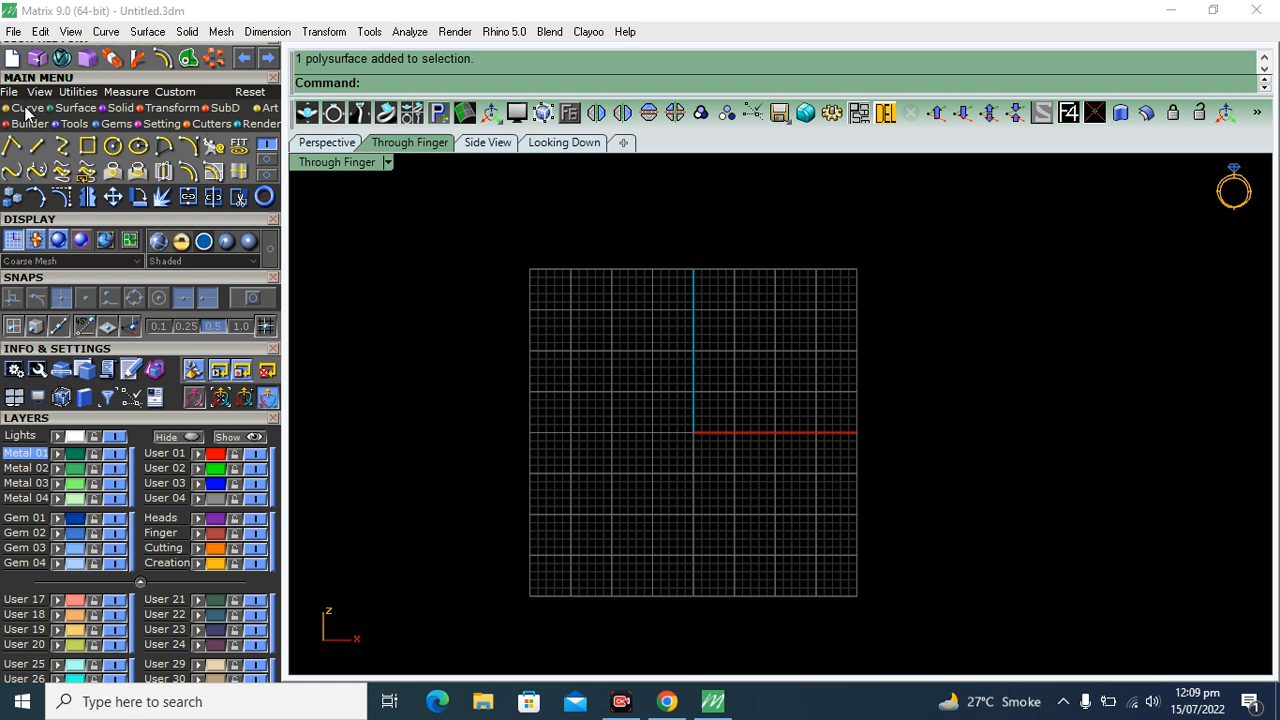 Matrix 9.0 (64-bit) - Untitled.3dm
File Edit View Curve Surface Solid Mesh Dimension Transform Tools Analyze Render Rhino 5.0 Blend Clayoo Help
1 polysurface added to selection.
Command:
MAIN MENU
File View Utilities Measure Custom Reset
Curve Surface Solid Transform SubD Art
Builder Tools Gems Setting Cutters Render
FIT
DISPLAY
Coarse Mesh Shaded
SNAPS
0.1 0.25 0.5 1.0
INFO & SETTINGS
LAYERS
Lights Hide Show
Metal 01 User 01
Metal 02 User 02
Metal 03 User 03
Metal 04 User 04
Gem 01 Heads
Gem 02 Finger
Gem 03 Cutting
Gem 04 Creation
User 17 User 21
User 18 User 22
User 19 User 23
User 20 User 24
User 25 User 29
User 26 User 30
F4
Perspective Through Finger Side View Looking Down
Through Finger
z
x
Type here to search
27°C Smoke
12:09 pm
15/07/2022
1